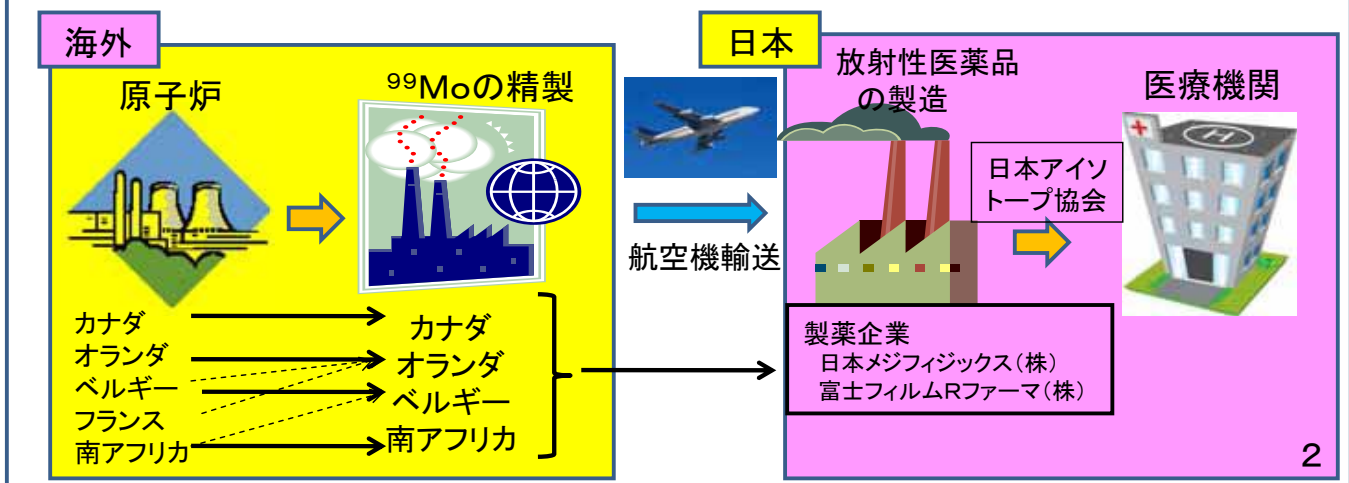 海外
原子炉
⁹⁹Moの精製
カナダ
オランダ
ベルギー
フランス
南アフリカ
カナダ
オランダ
ベルギー
南アフリカ
航空機輸送
日本
放射性医薬品
の製造
日本アイソ
トープ協会
医療機関
H
製薬企業
日本メジフィジックス(株)
富士フィルムRファーマ(株)
2